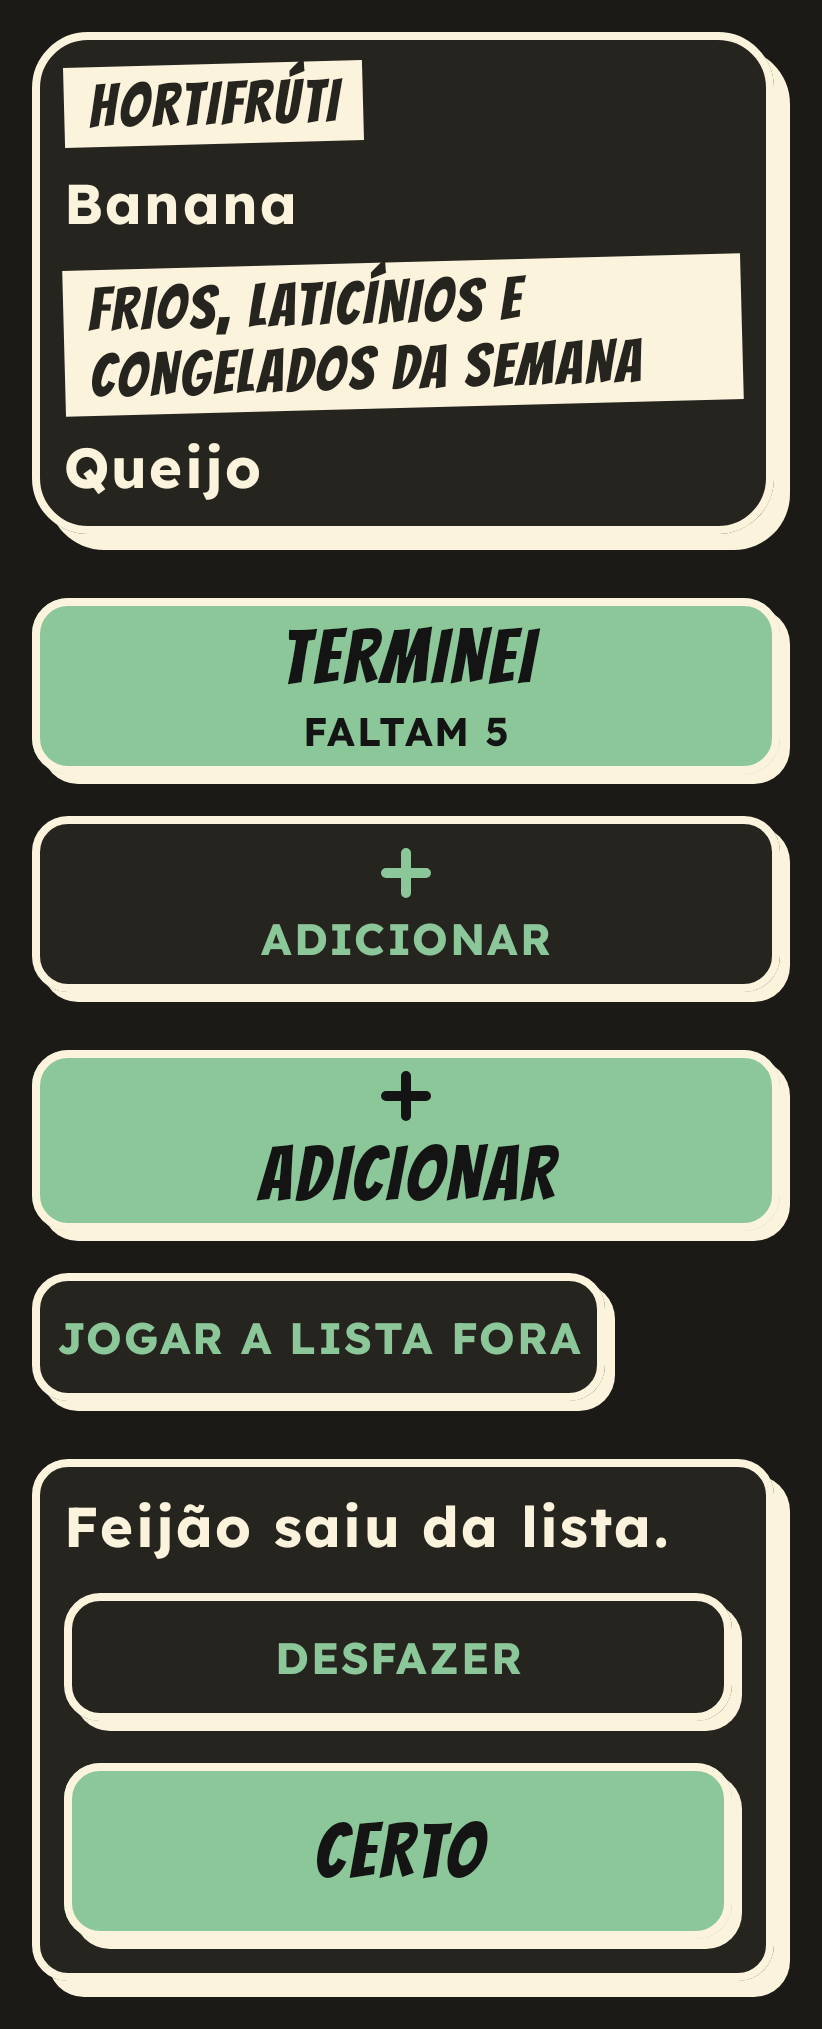 HORTIFRÚTI
Banana
FRIOS, LATICÍNIOS E
CONGELADOS DA SEMANA
Queijo
TERMINEI
FALTAM 5
ADICIONAR
ADICIONAR
JOGAR A LISTA FORA
Feijão saiu da lista.
DESFAZER
CERTO